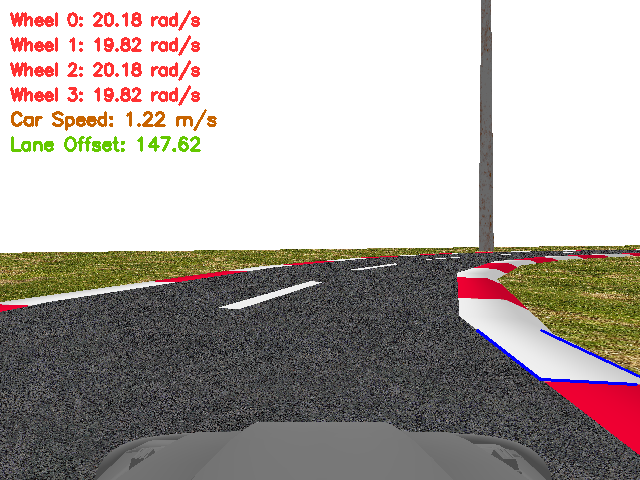 Wheel 0: 20.18 rad/s
Wheel 1: 19.82 rad/s
Wheel 2: 20.18 rad/s
Wheel 3: 19.82 rad/s
Car Speed: 1.22 m/s
Lane Offset: 147.62